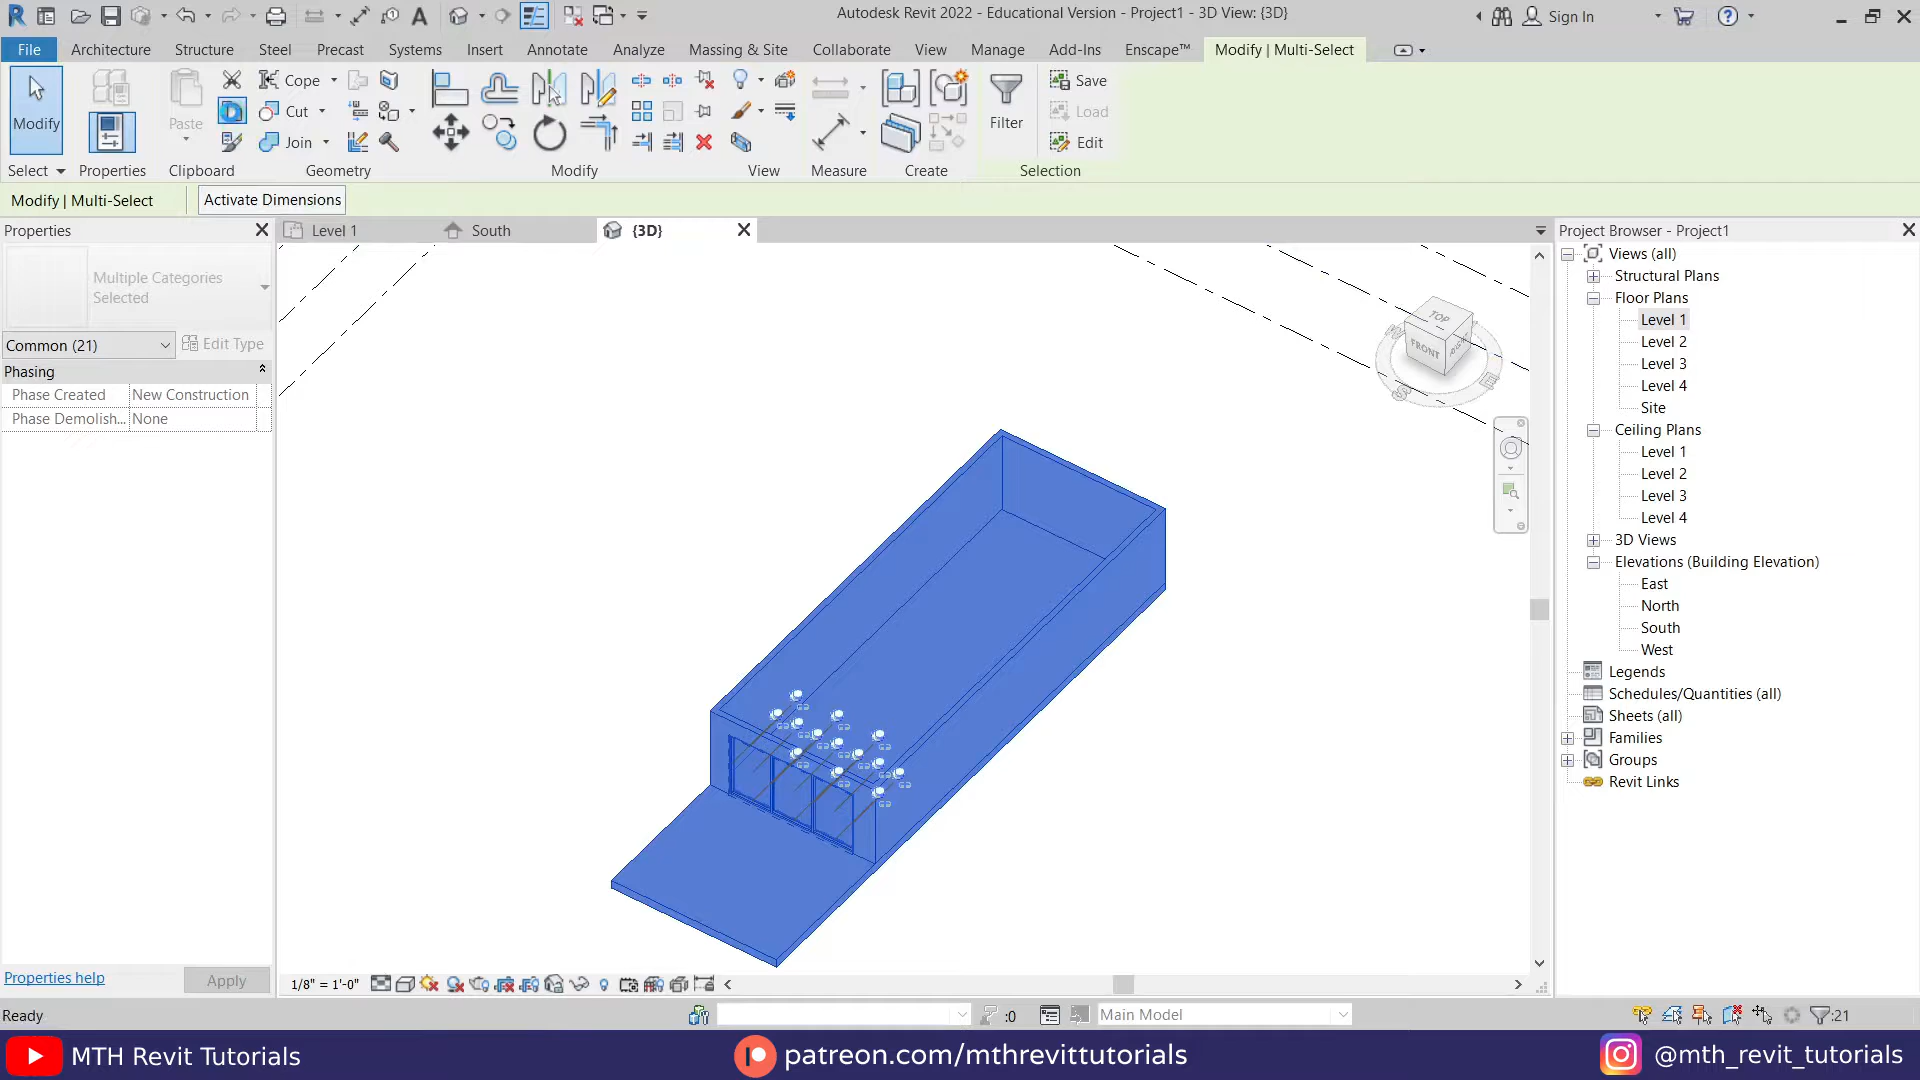 Autodesk Revit 2022 - Educational Version - Project1 - 3D View: {3D}
Sign In
File Architecture Structure Steel Precast Systems Insert Annotate Analyze Massing & Site Collaborate View Manage Add-Ins Enscape™ Modify | Multi-Select
Modify
Paste
Cope
Cut
Join
Filter
Save
Load
Edit
Select Properties Clipboard Geometry Modify View Measure Create Selection
Modify | Multi-Select
Activate Dimensions
Properties
Level 1
South
{3D}
Project Browser - Project1
Multiple Categories
Selected
Common (21)
Edit Type
Phasing
Phase Created New Construction
Phase Demolish... None
Properties help
Apply
TOP
FRONT
Views (all)
Structural Plans
Floor Plans
Level 1
Level 2
Level 3
Level 4
Site
Ceiling Plans
Level 1
Level 2
Level 3
Level 4
3D Views
Elevations (Building Elevation)
East
North
South
West
Legends
Schedules/Quantities (all)
Sheets (all)
Families
Groups
Revit Links
1/8" = 1'-0"
Ready
:0
Main Model
:21
MTH Revit Tutorials
patreon.com/mthrevittutorials
@mth_revit_tutorials